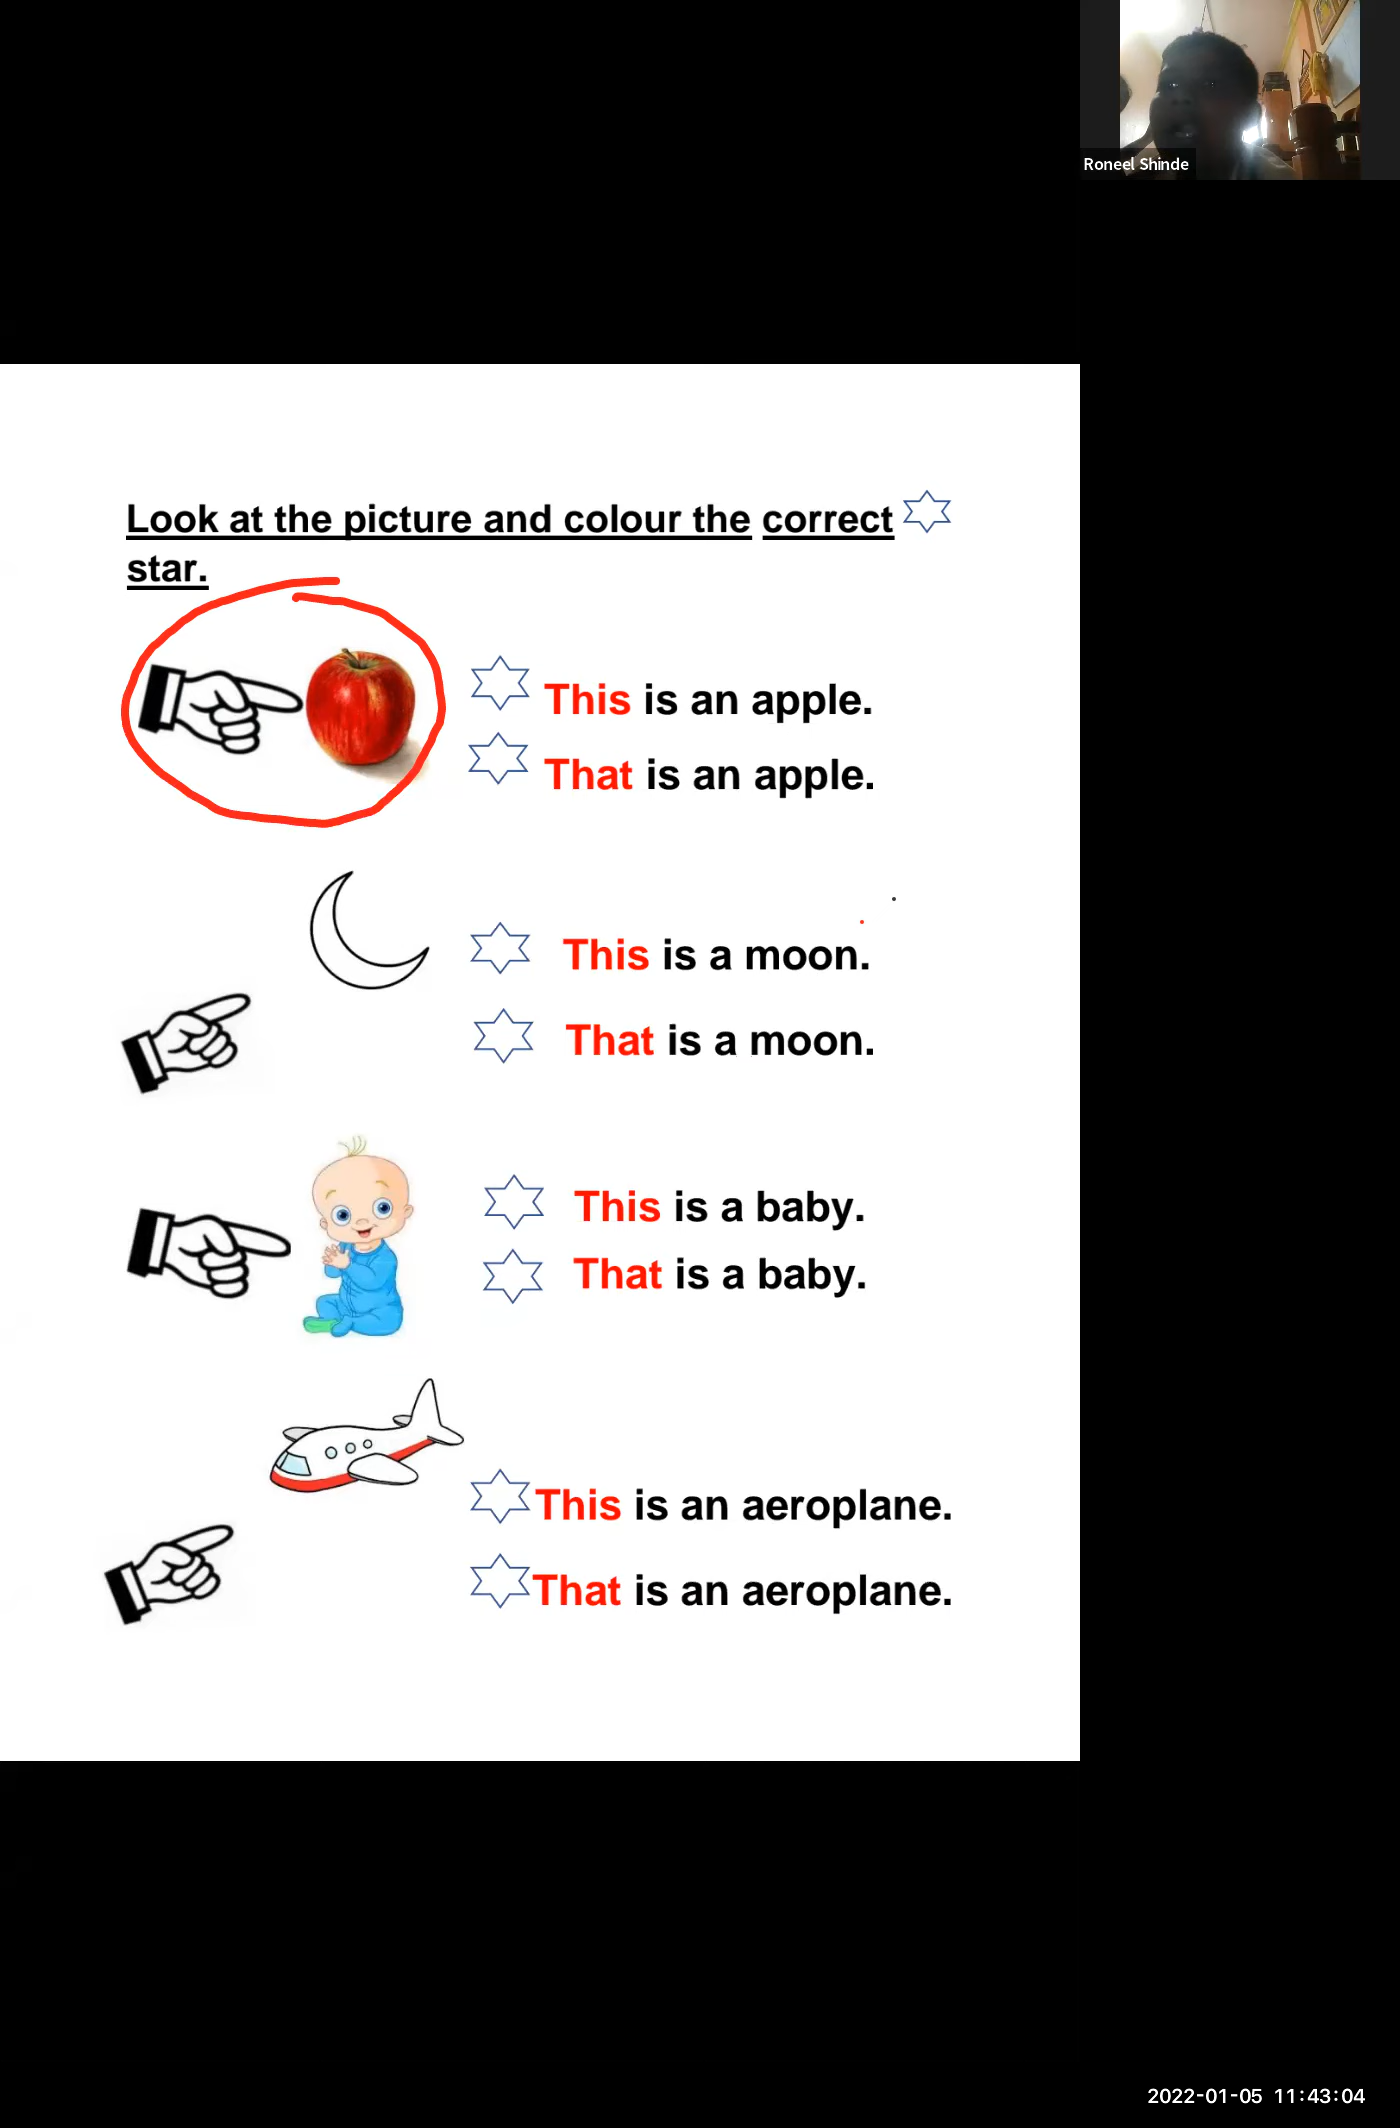 Roneel Shinde
Look at the picture and colour the correct
star.
This is an apple.
That is an apple.
This is a moon.
That is a moon.
This is a baby.
That is a baby.
This is an aeroplane.
That is an aeroplane.
2022-01-05 11:43:04